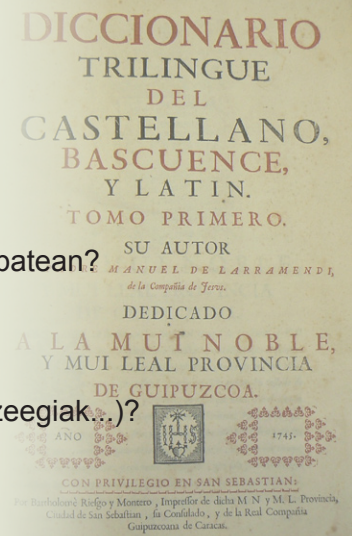 DICCIONARIO
TRILINGUE
DEL
CASTELLANO,
BASCUENCE,
Y LATIN.
TOMO PRIMERO.
SU AUTOR
batean?
MANUEL DE LARRAMENDI,
de la Compañia de Jesus.
DEDICADO
A LA MUI NOBLE,
Y MUI LEAL PROVINCIA
DE GUIPUZCOA.
zeegiak...)?
AÑO IHS 1745.
CON PRIVILEGIO EN SAN SEBASTIAN:
Por Bartholomè Riesgo y Montero, Impressor de dicha M N y M L. Provincia,
Ciudad de San Sebastian, su Consulado, y de la Real Compañia
Guipuzcoana de Caracas.